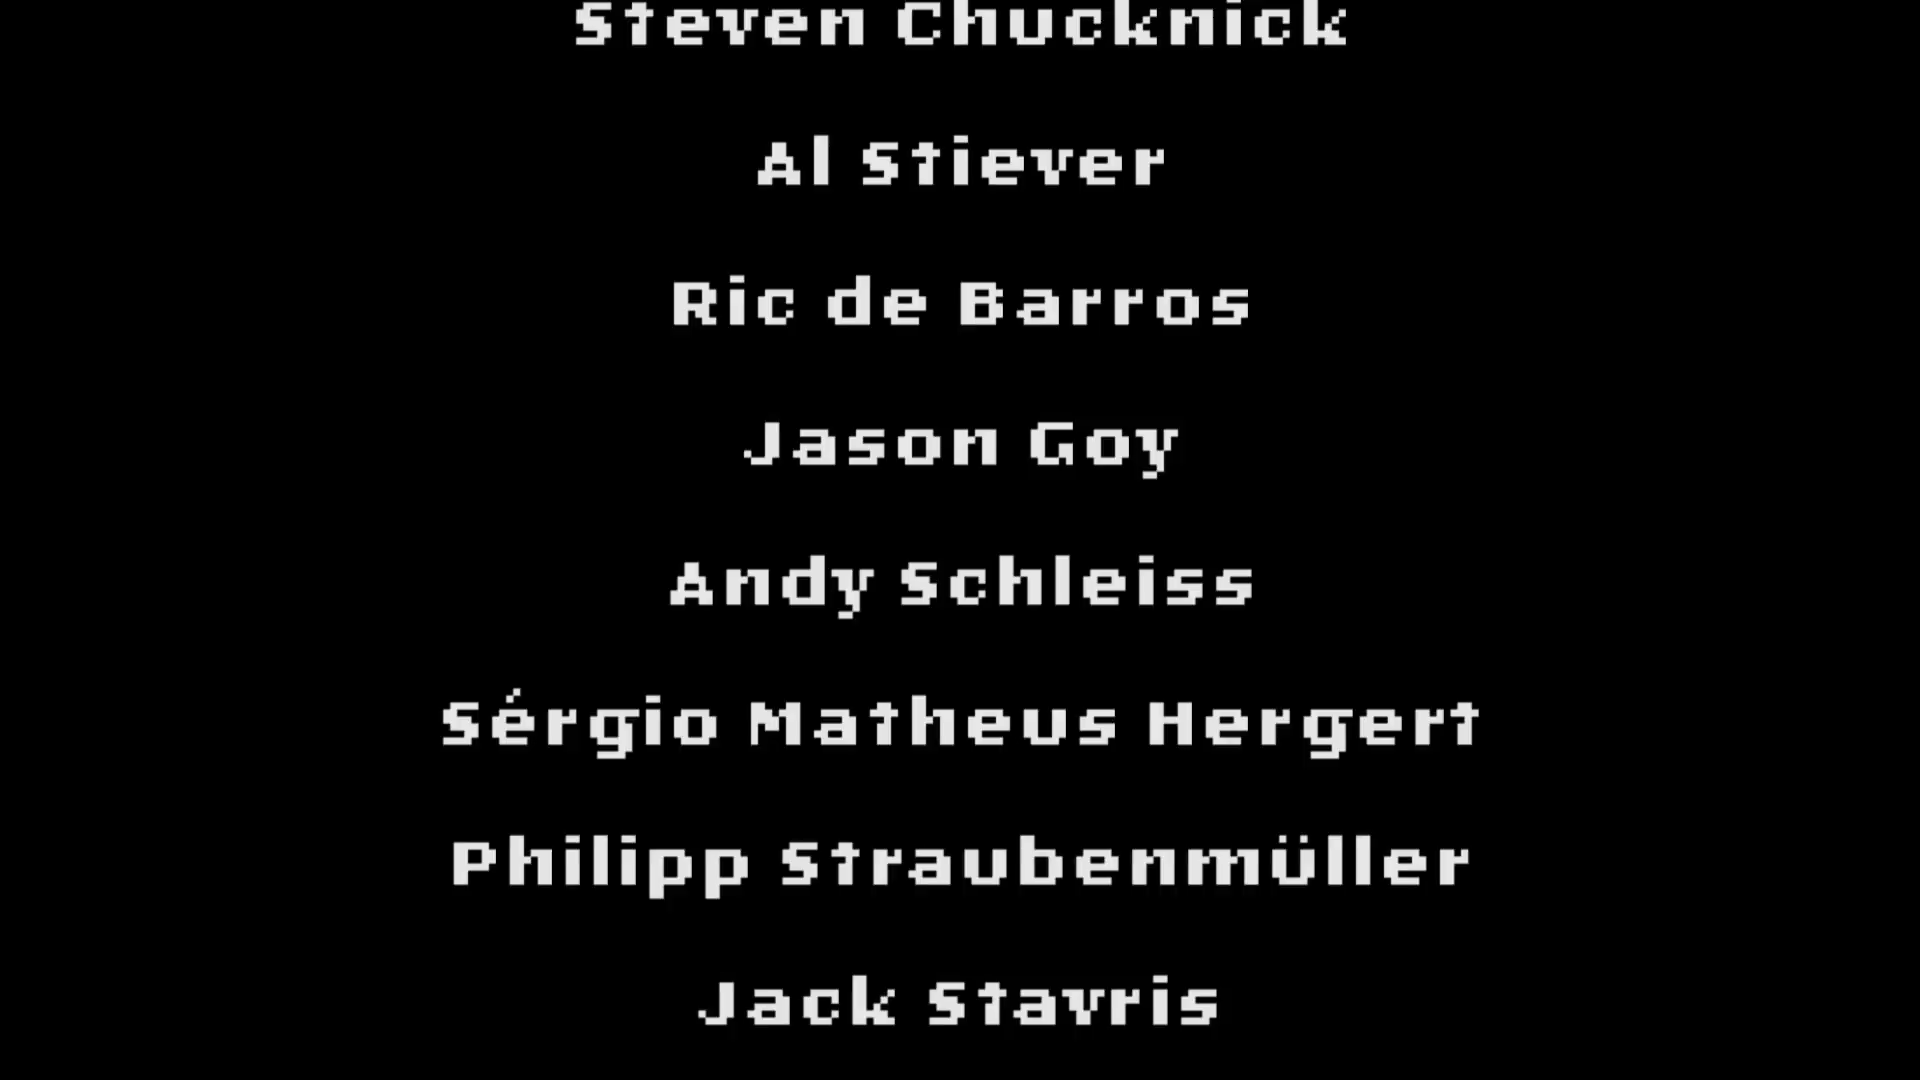 Steven Chucknick
Al Stiever
Ric de Barros
Jason Goy
Andy Schleiss
Sérgio Matheus Hergert
Philipp Straubenmüller
Jack Stavris